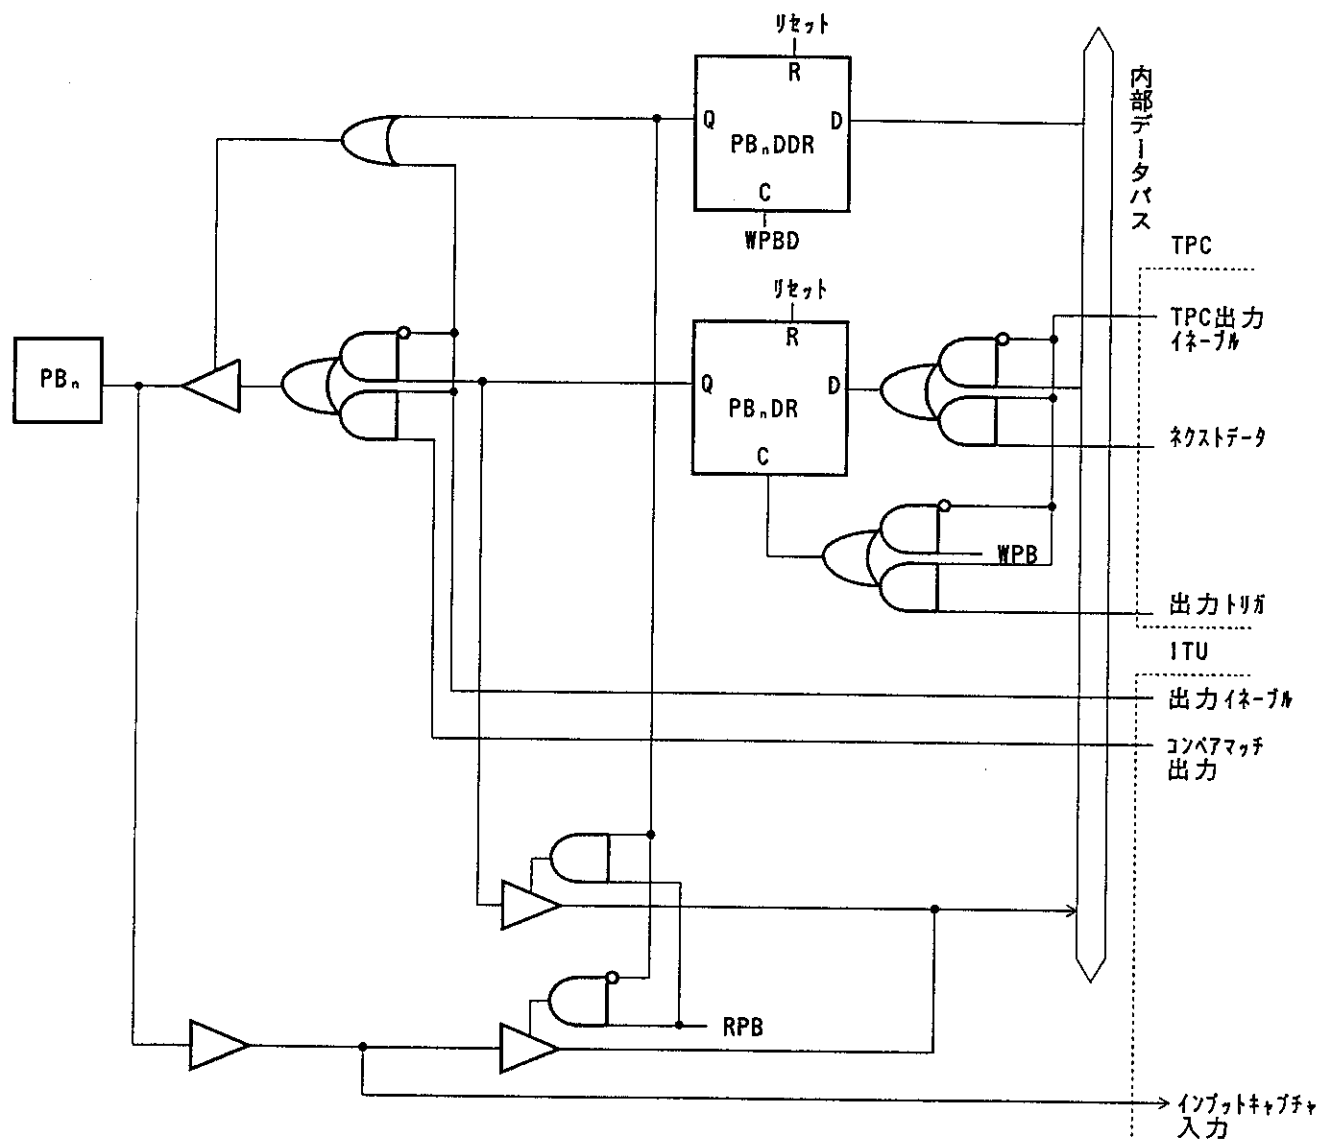 リセット
R
内部データバス
Q
D
PBnDDR
C
WPBD
TPC
リセット
R
TPC出力
イネーブル
PBn
Q
D
PBnDR
C
ネクストデータ
WPB
出力トリガ
ITU
出力イネーブル
コンペアマッチ
出力
RPB
インプットキャプチャ
入力